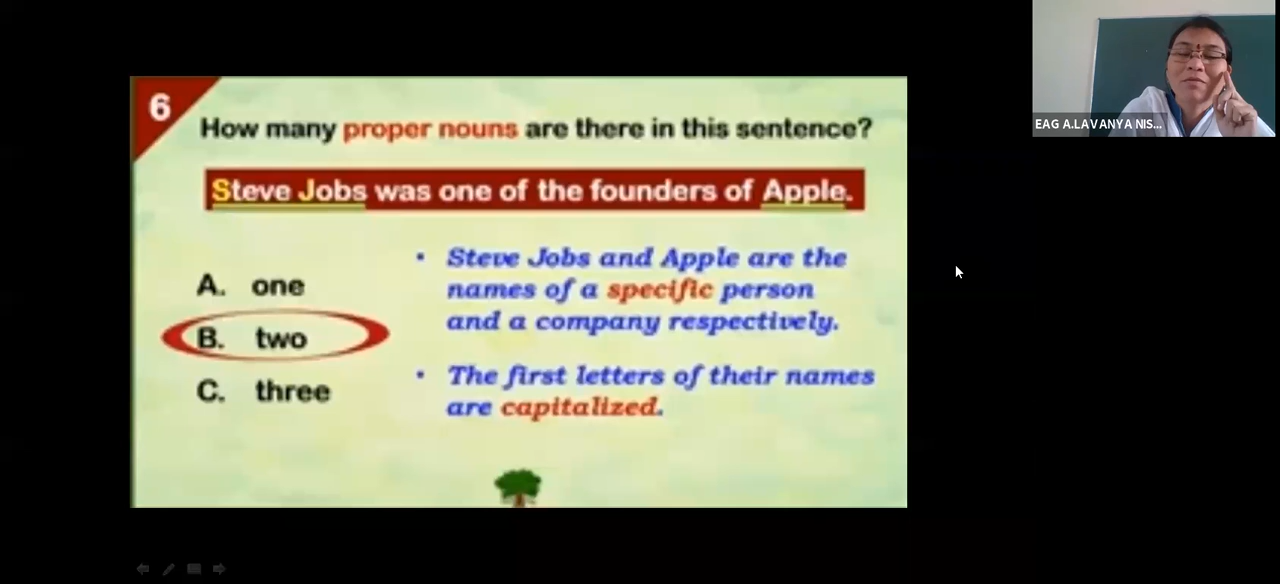 6
How many proper nouns are there in this sentence?
Steve Jobs was one of the founders of Apple.
A. one
B. two
C. three
• Steve Jobs and Apple are the
names of a specific person
and a company respectively.
• The first letters of their names
are capitalized.
EAG A.LAVANYA NIS...